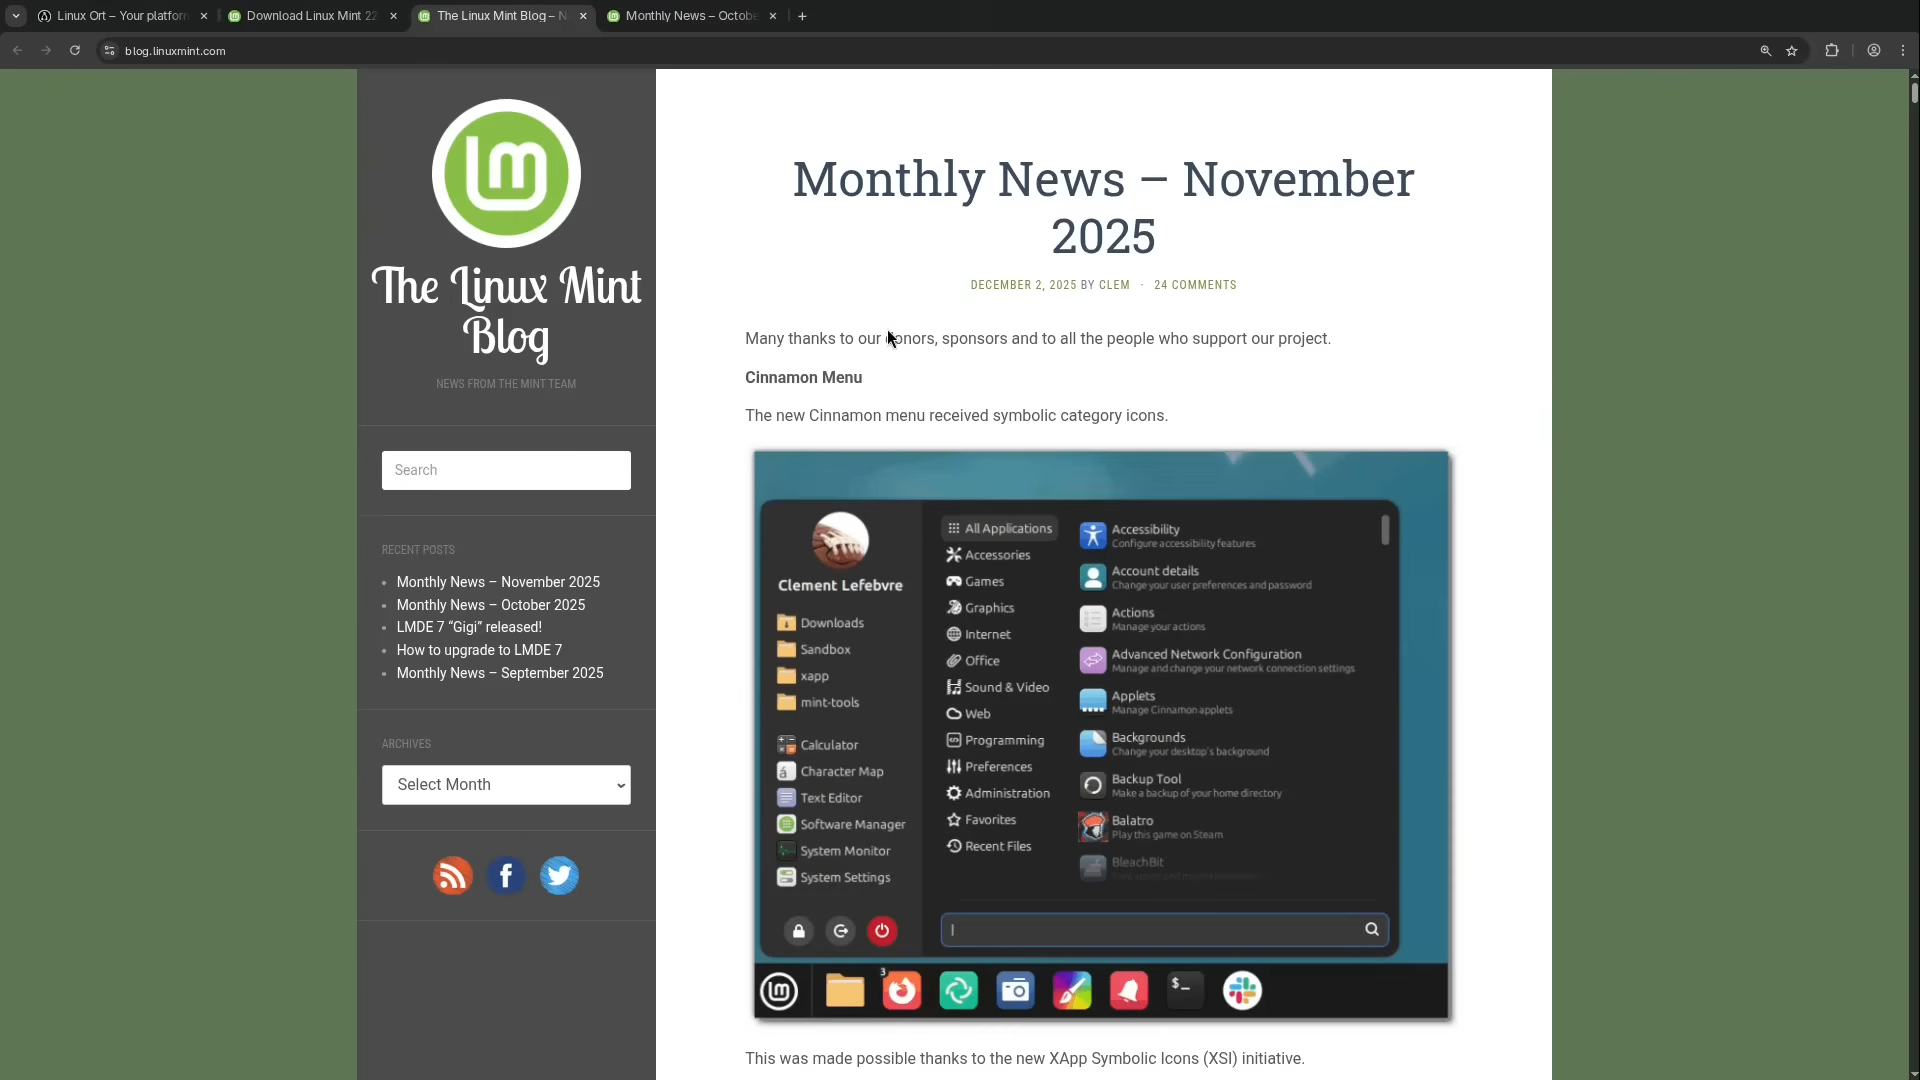 Linux Ort – Your platforn
Download Linux Mint 22
The Linux Mint Blog – N
Monthly News – Octobe
blog.linuxmint.com
The Linux Mint
Blog
NEWS FROM THE MINT TEAM
Search
RECENT POSTS
Monthly News – November 2025
Monthly News – October 2025
LMDE 7 “Gigi” released!
How to upgrade to LMDE 7
Monthly News – September 2025
ARCHIVES
Select Month
Monthly News – November
2025
DECEMBER 2, 2025 BY CLEM · 24 COMMENTS
Many thanks to our donors, sponsors and to all the people who support our project.
Cinnamon Menu
The new Cinnamon menu received symbolic category icons.
Clement Lefebvre
Downloads
Sandbox
xapp
mint-tools
Calculator
Character Map
Text Editor
Software Manager
System Monitor
System Settings
All Applications
Accessories
Games
Graphics
Internet
Office
Sound & Video
Web
Programming
Preferences
Administration
Favorites
Recent Files
Accessibility
Configure accessibility features
Account details
Change your user preferences and password
Actions
Manage your actions
Advanced Network Configuration
Manage and change your network connection settings
Applets
Manage Cinnamon applets
Backgrounds
Change your desktop's background
Backup Tool
Make a backup of your home directory
Balatro
Play this game on Steam
BleachBit
3
$_
This was made possible thanks to the new XApp Symbolic Icons (XSI) initiative.